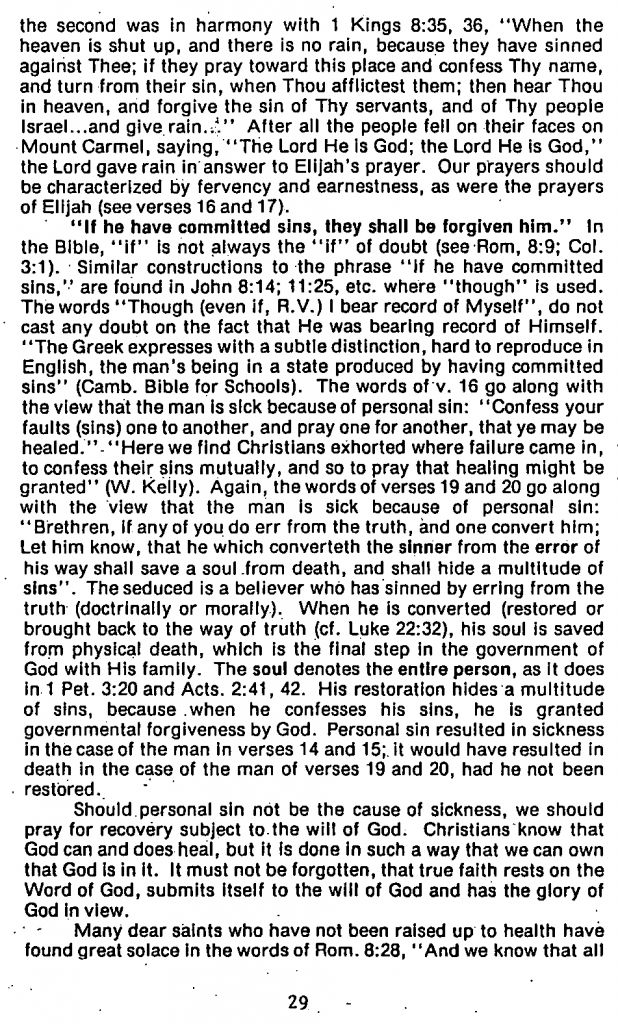 the second was in harmony with 1 Kings 8:35, 36, "When the
heaven is shut up, and there is no rain, because they have sinned
against Thee; if they pray toward this place and confess Thy name,
and turn from their sin, when Thou afflictest them; then hear Thou
in heaven, and forgive the sin of Thy servants, and of Thy people
Israel...and give rain..." After all the people fell on their faces on
Mount Carmel, saying, "The Lord He is God; the Lord He is God,"
the Lord gave rain in answer to Elijah's prayer. Our prayers should
be characterized by fervency and earnestness, as were the prayers
of Elijah (see verses 16 and 17).
"If he have committed sins, they shall be forgiven him." In
the Bible, "if" is not always the "if" of doubt (see Rom, 8:9; Col.
3:1). Similar constructions to the phrase "If he have committed
sins," are found in John 8:14; 11:25, etc. where "though" is used.
The words "Though (even if, R.V.) I bear record of Myself", do not
cast any doubt on the fact that He was bearing record of Himself.
"The Greek expresses with a subtle distinction, hard to reproduce in
English, the man's being in a state produced by having committed
sins" (Camb. Bible for Schools). The words of v. 16 go along with
the view that the man is sick because of personal sin: "Confess your
faults (sins) one to another, and pray one for another, that ye may be
healed." "Here we find Christians exhorted where failure came in,
to confess their sins mutually, and so to pray that healing might be
granted" (W. Kelly). Again, the words of verses 19 and 20 go along
with the view that the man is sick because of personal sin:
"Brethren, if any of you do err from the truth, and one convert him;
Let him know, that he which converteth the sinner from the error of
his way shall save a soul from death, and shall hide a multitude of
sins". The seduced is a believer who has sinned by erring from the
truth (doctrinally or morally). When he is converted (restored or
brought back to the way of truth (cf. Luke 22:32), his soul is saved
from physical death, which is the final step in the government of
God with His family. The soul denotes the entire person, as it does
in 1 Pet. 3:20 and Acts. 2:41, 42. His restoration hides a multitude
of sins, because when he confesses his sins, he is granted
governmental forgiveness by God. Personal sin resulted in sickness
in the case of the man in verses 14 and 15; it would have resulted in
death in the case of the man of verses 19 and 20, had he not been
restored.
Should personal sin not be the cause of sickness, we should
pray for recovery subject to the will of God. Christians know that
God can and does heal, but it is done in such a way that we can own
that God is in it. It must not be forgotten, that true faith rests on the
Word of God, submits itself to the will of God and has the glory of
God in view.
Many dear saints who have not been raised up to health have
found great solace in the words of Rom. 8:28, "And we know that all
29